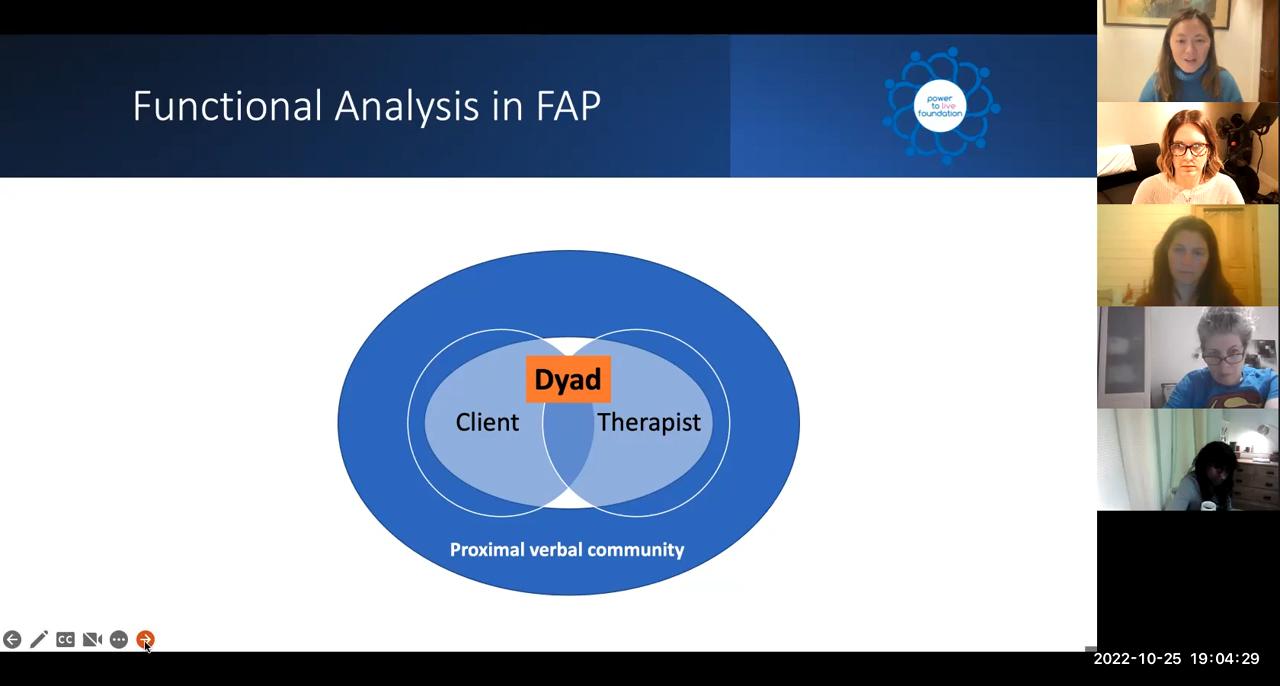 Functional Analysis in FAP
power
to live
foundation
Dyad
Client
Therapist
Proximal verbal community
CC
2022-10-25 19:04:29